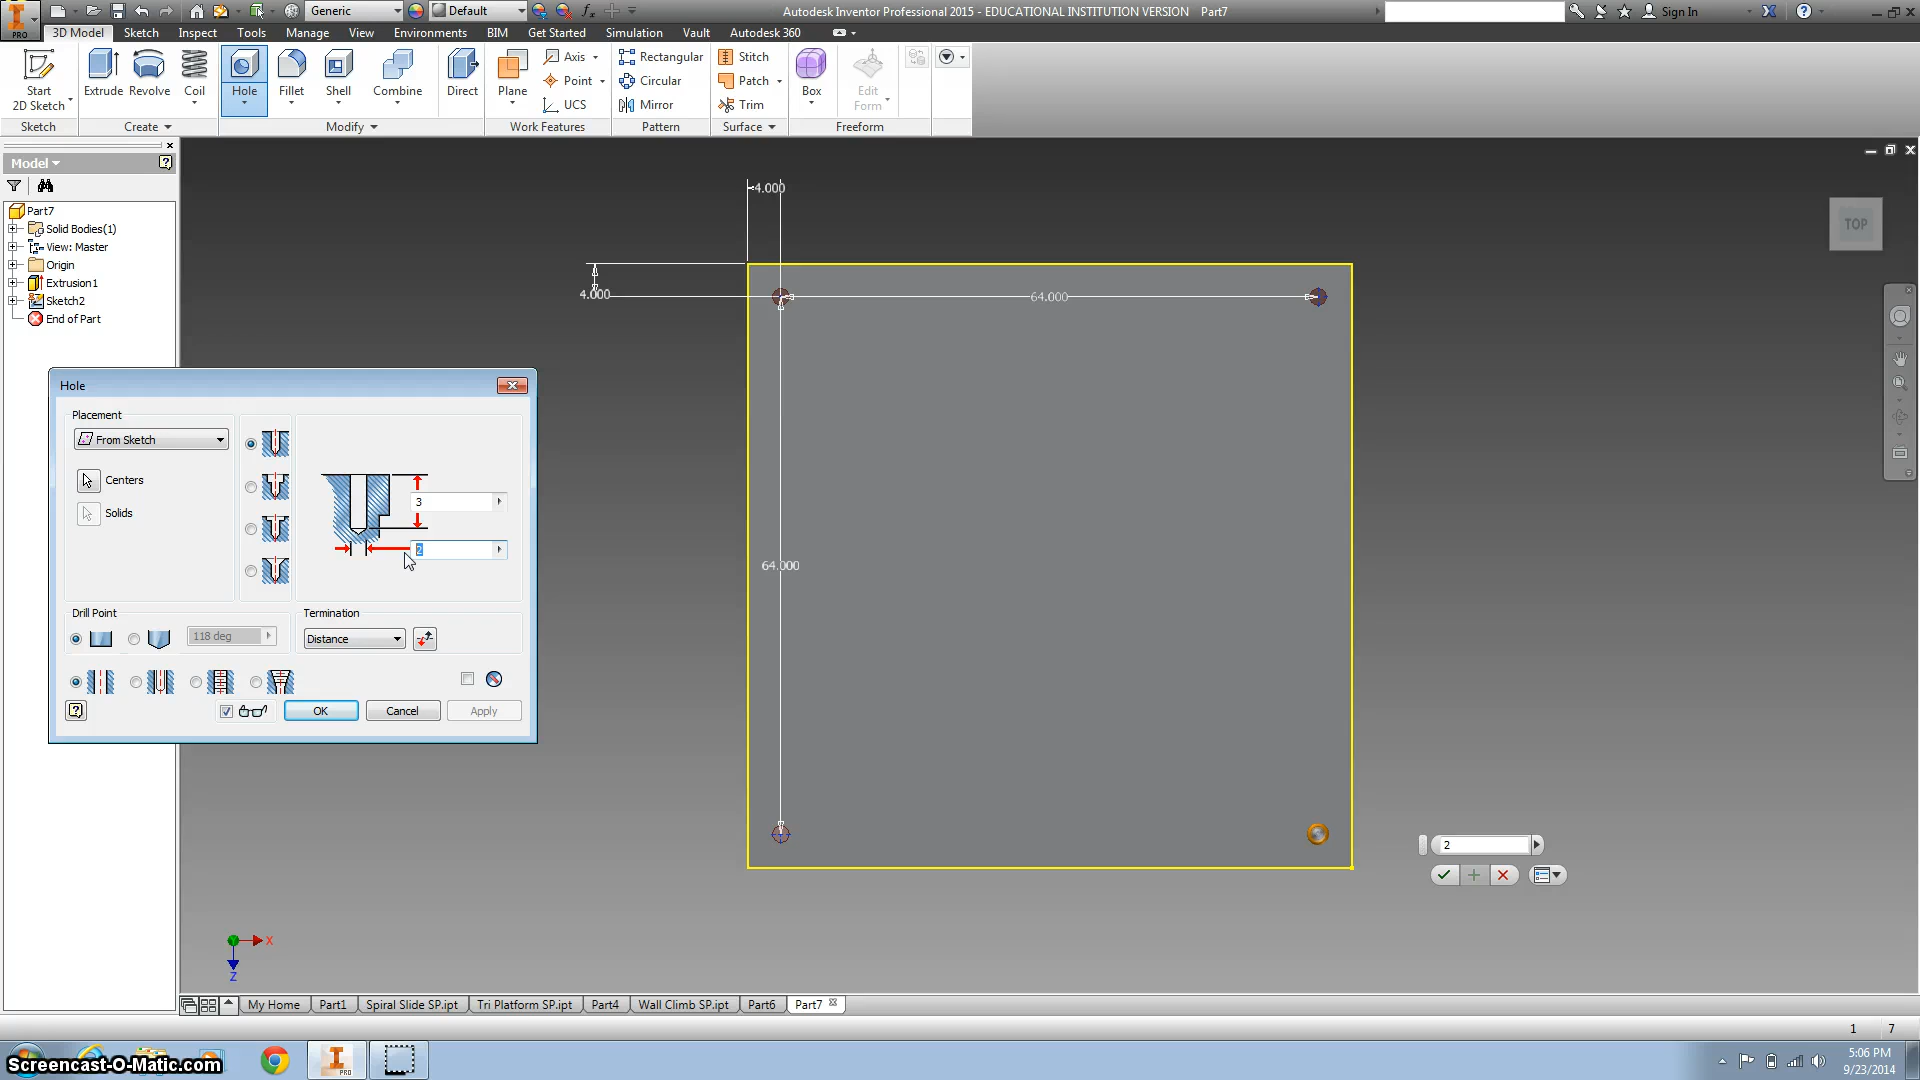 Generic
Default
Autodesk Inventor Professional 2015 - EDUCATIONAL INSTITUTION VERSION Part7
Sign In
PRO
3D Model Sketch Inspect Tools Manage View Environments BIM Get Started Simulation Vault Autodesk 360
Start
2D Sketch
Extrude
Revolve
Coil
Hole
Fillet
Shell
Combine
Direct
Plane
Axis
Point
UCS
Rectangular
Circular
Mirror
Stitch
Patch
Trim
Box
Edit
Form
Sketch
Create
Modify
Work Features
Pattern
Surface
Freeform
Model
Part7
Solid Bodies(1)
View: Master
Origin
Extrusion1
Sketch2
End of Part
4.000
4.000
64.000
64.000
TOP
Hole
Placement
From Sketch
Centers
Solids
3
2
Drill Point
118 deg
Termination
Distance
OK
Cancel
Apply
2
X
Z
My Home Part1 Spiral Slide SP.ipt Tri Platform SP.ipt Part4 Wall Climb SP.ipt Part6 Part7
1 7
Screencast-O-Matic.com
PRO
5:06 PM
9/23/2014